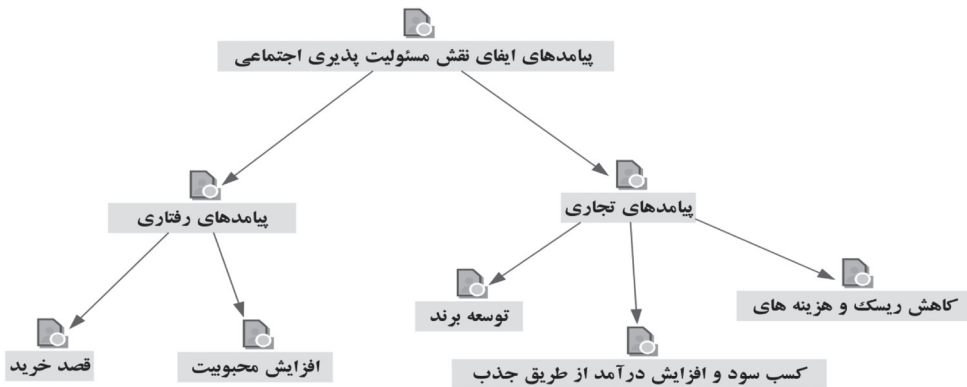 پیامدهای ایفای نقش مسئولیت پذیری اجتماعی
پیامدهای تجاری
پیامدهای رفتاری
کاهش ریسک و هزینه های
توسعه برند
کسب سود و افزایش درآمد از طریق جذب
افزایش محبوبیت
قصد خرید